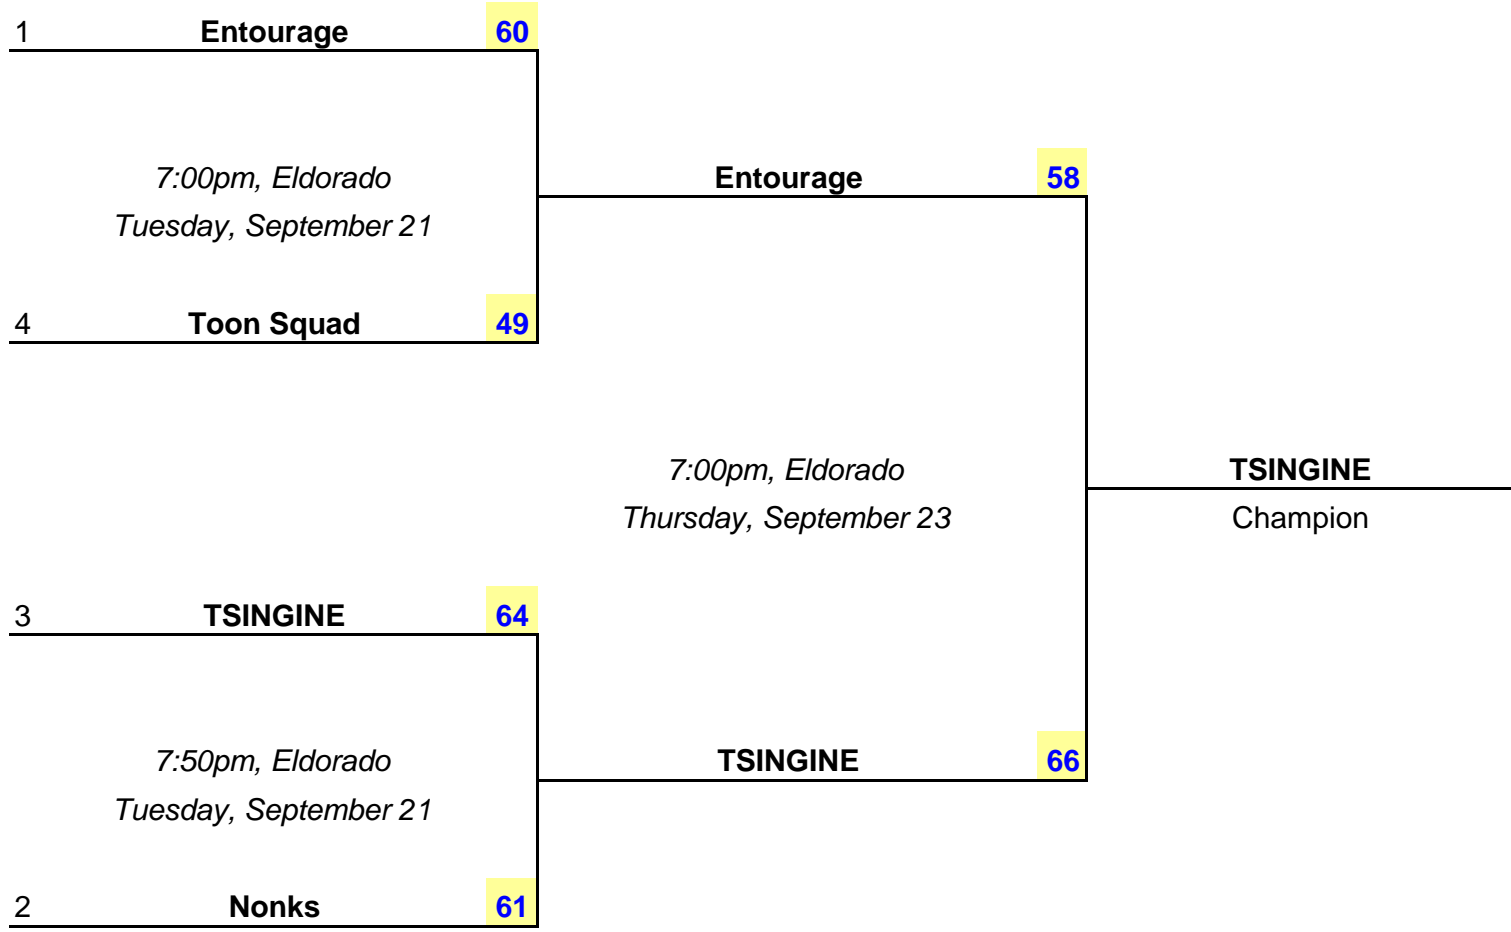 1 Entourage 60
7:00pm, Eldorado
Entourage 58
Tuesday, September 21
4 Toon Squad 49
7:00pm, Eldorado
TSINGINE
Thursday, September 23
Champion
3 TSINGINE 64
7:50pm, Eldorado
TSINGINE 66
Tuesday, September 21
2 Nonks 61